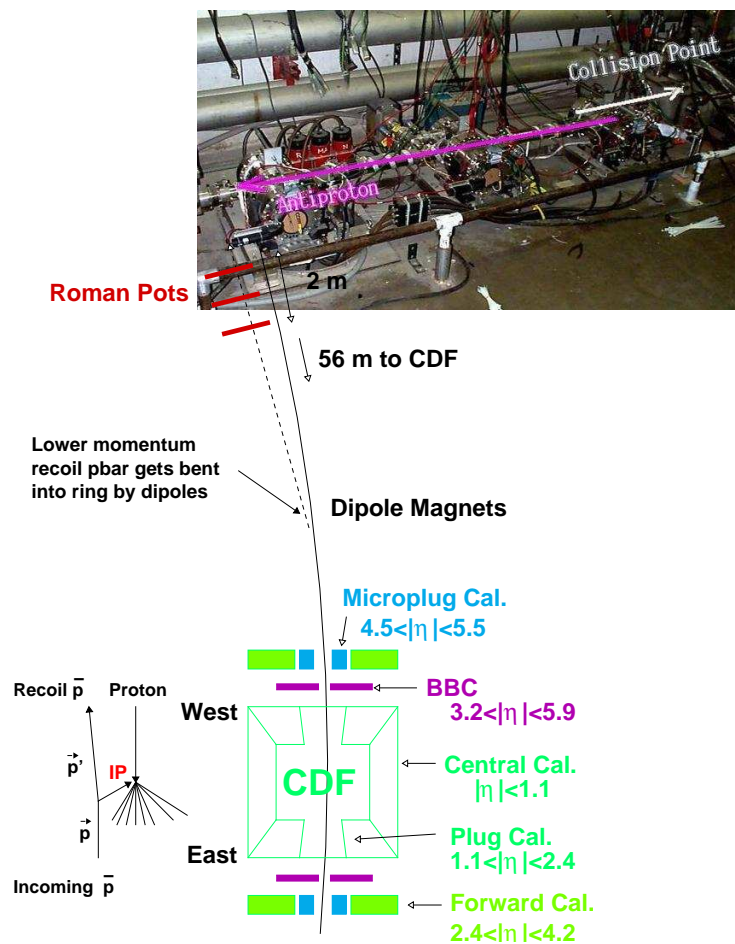 Collision Point
R M A N
Antiproton
2 m
Roman Pots
56 m to CDF
Lower momentum
recoil pbar gets bent
into ring by dipoles
Dipole Magnets
Microplug Cal.
4.5<|η|<5.5
Recoil p̅ Proton
West
BBC
3.2<|η|<5.9
p⃗̅’
IP
CDF
Central Cal.
|η|<1.1
p⃗̅
East
Plug Cal.
1.1<|η|<2.4
Incoming p̅
Forward Cal.
2.4<|η|<4.2